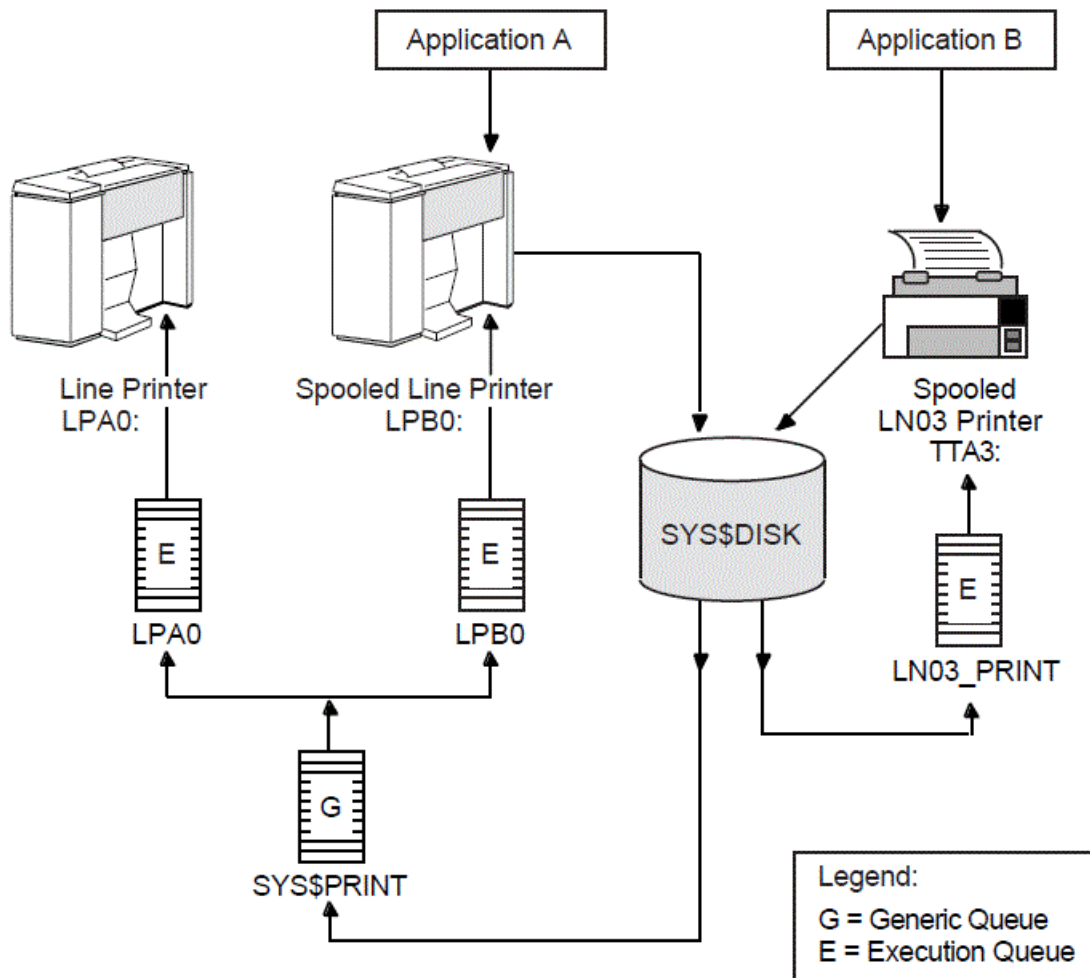 Application A
Application B
Line Printer
LPA0:
Spooled Line Printer
LPB0:
Spooled
LN03 Printer
TTA3:
SYS$DISK
E
E
E
LPA0
LPB0
LN03_PRINT
G
SYS$PRINT
Legend:
G = Generic Queue
E = Execution Queue